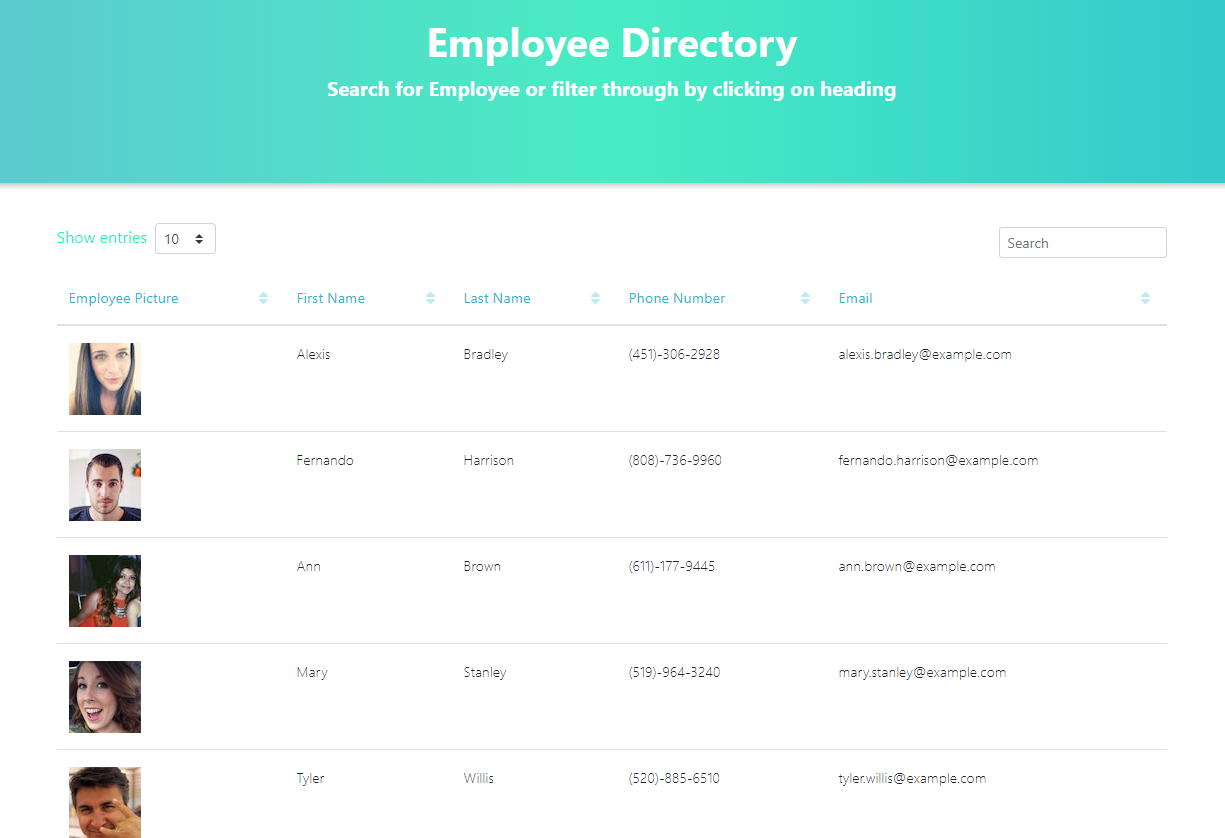 Employee Directory
Search for Employee or filter through by clicking on heading
Show entries 10
Search
Employee Picture First Name Last Name Phone Number Email
Alexis Bradley (451)-306-2928 alexis.bradley@example.com
Fernando Harrison (808)-736-9960 fernando.harrison@example.com
Ann Brown (611)-177-9445 ann.brown@example.com
Mary Stanley (519)-964-3240 mary.stanley@example.com
Tyler Willis (520)-885-6510 tyler.willis@example.com